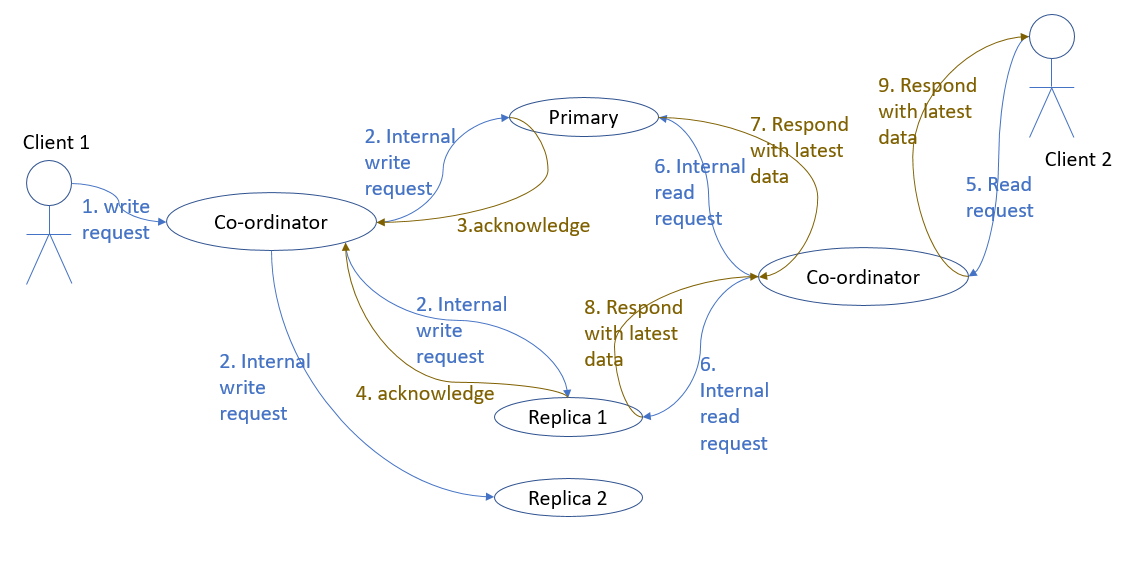 Client 1
1. write
request
Co-ordinator
2. Internal
write
request
Primary
3.acknowledge
2. Internal
write
request
4. acknowledge
Replica 1
2. Internal
write
request
Replica 2
Client 2
5. Read
request
Co-ordinator
6. Internal
read
request
6.
Internal
read
request
7. Respond
with latest
data
8. Respond
with latest
data
9. Respond
with latest
data